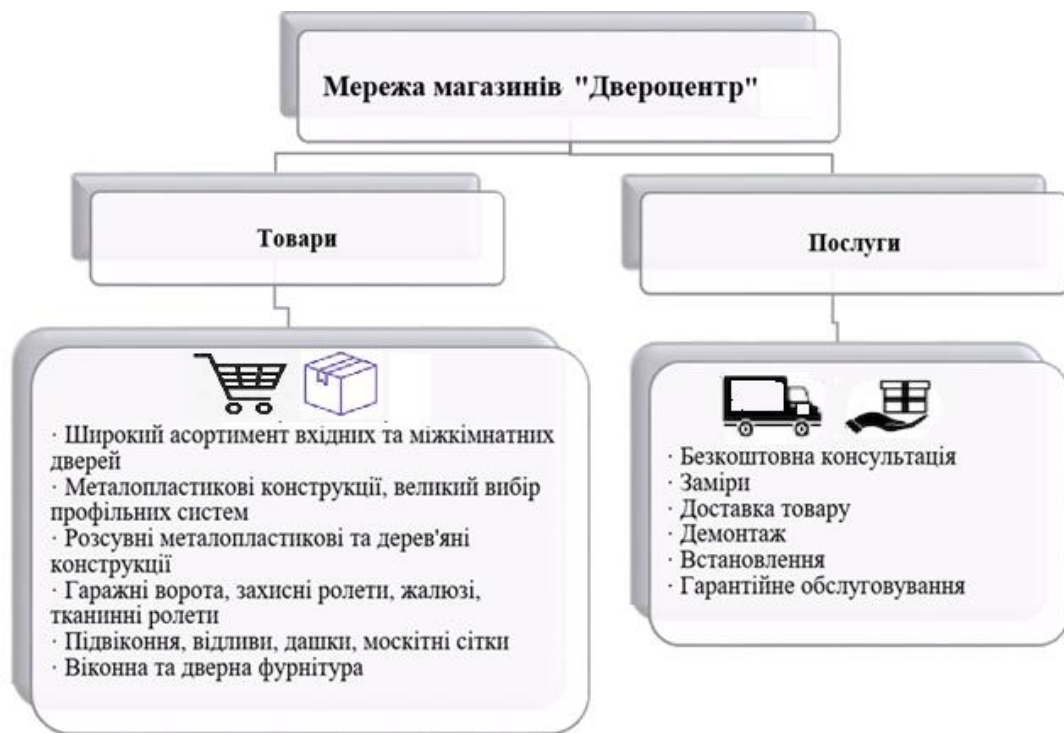 Мережа магазинів "Двероцентр"
Товари
Послуги
· Широкий асортимент вхідних та міжкімнатних
дверей
· Металопластикові конструкції, великий вибір
профільних систем
· Розсувні металопластикові та дерев'яні
конструкції
· Гаражні ворота, захисні ролети, жалюзі,
тканинні ролети
· Підвіконня, відливи, дашки, москітні сітки
· Віконна та дверна фурнітура
· Безкоштовна консультація
· Заміри
· Доставка товару
· Демонтаж
· Встановлення
· Гарантійне обслуговування